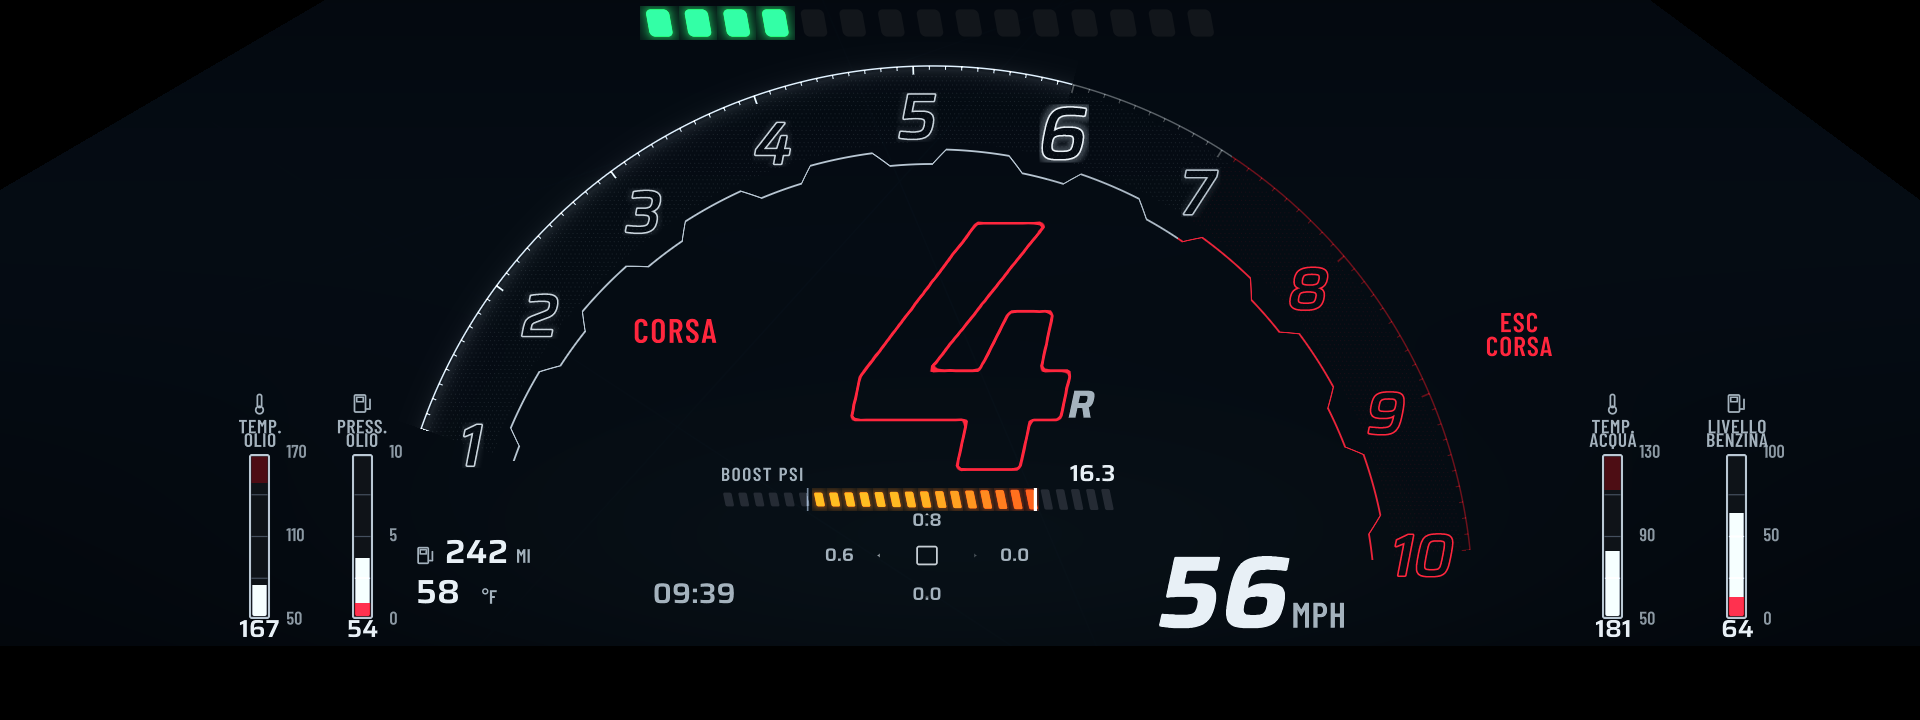 1
2
3
4
5
6
7
8
9
10
CORSA
4
R
ESC
CORSA
BOOST PSI
16.3
0.8
0.6
0.0
0.0
TEMP.
OLIO
170
110
50
167
PRESS.
OLIO
10
5
0
54
242 MI
58 °F
09:39
56 MPH
TEMP.
ACQUA
130
90
50
181
LIVELLO
BENZINA
100
50
0
64